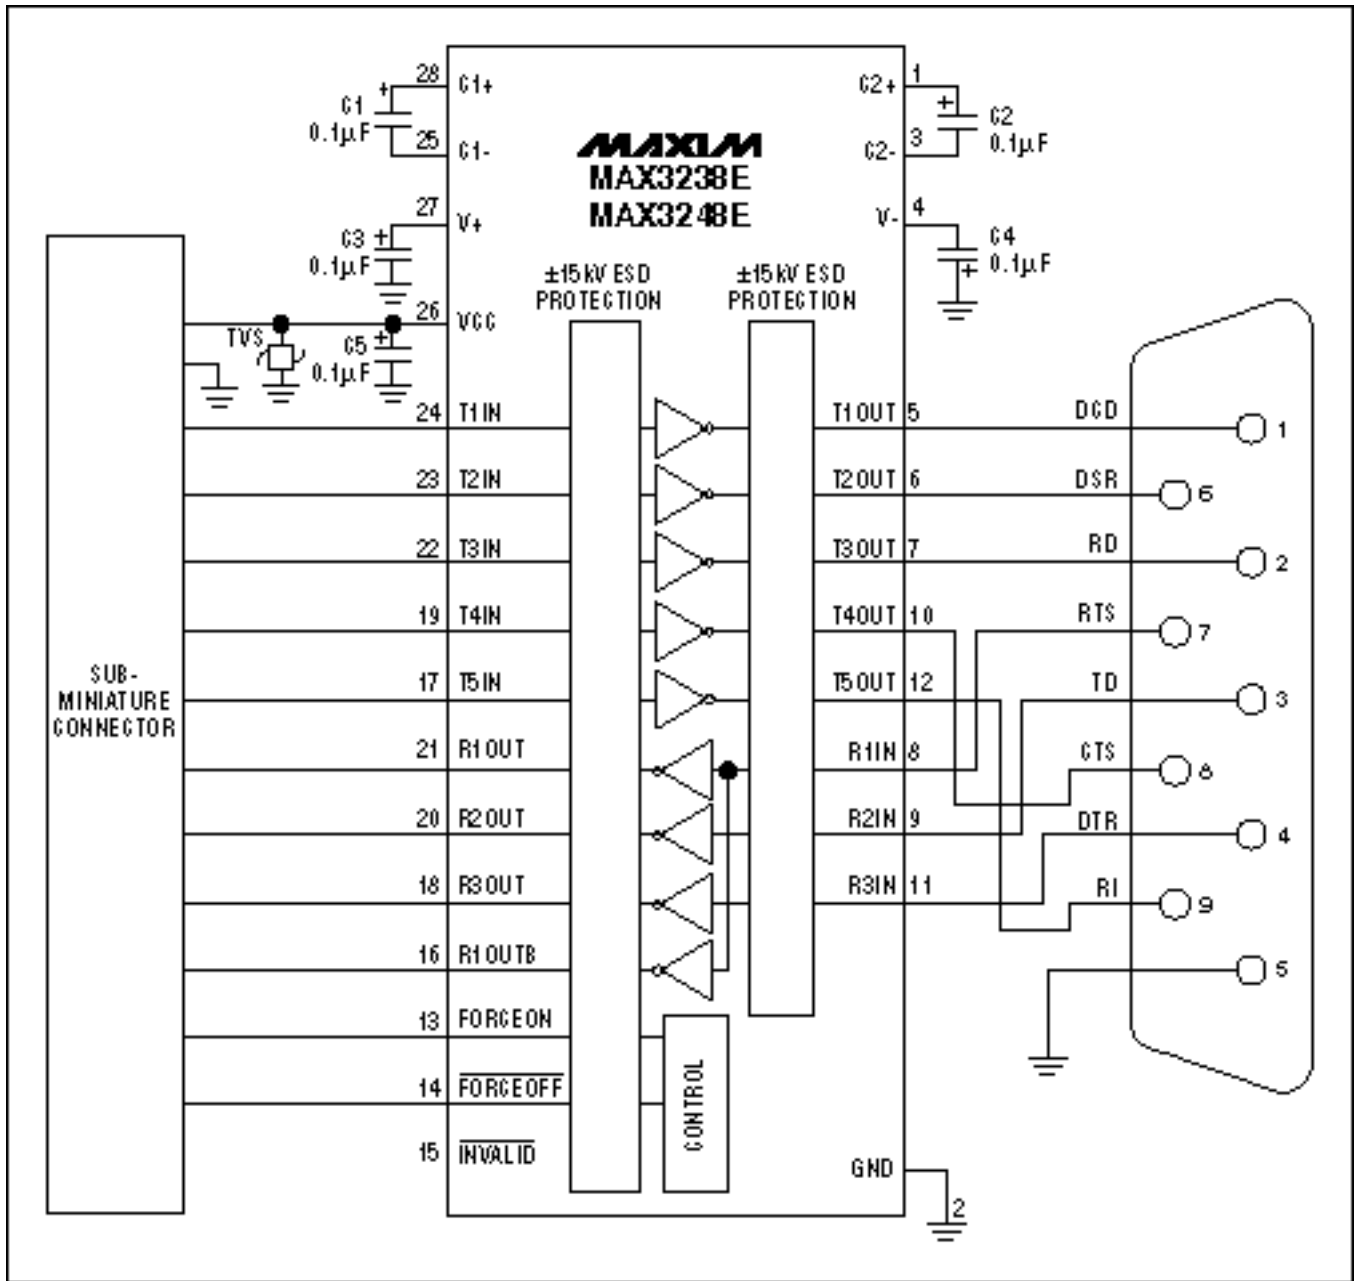 28 C1+ C2+ 1
+ +
C1 C2
0.1µF 0.1µF
25 C1- C2- 3
MAXIM
MAX3238E
MAX3248E
27 V+ V- 4
C3 + C4
0.1µF + 0.1µF
±15kV ESD PROTECTION
±15kV ESD PROTECTION
26 VCC
TVS
C5 +
0.1µF
24 T1IN T1OUT 5 DCD 1
23 T2IN T2OUT 6 DSR 6
22 T3IN T3OUT 7 RD 2
19 T4IN T4OUT 10 RTS 7
SUB-
MINIATURE
CONNECTOR
17 T5IN T5OUT 12 TD 3
21 R1OUT R1IN 8 CTS 8
20 R2OUT R2IN 9 DTR 4
18 R3OUT R3IN 11 RI 9
16 R1OUTB 5
13 FORCEON
14 FORCEOFF
CONTROL
15 INVALID
GND 2